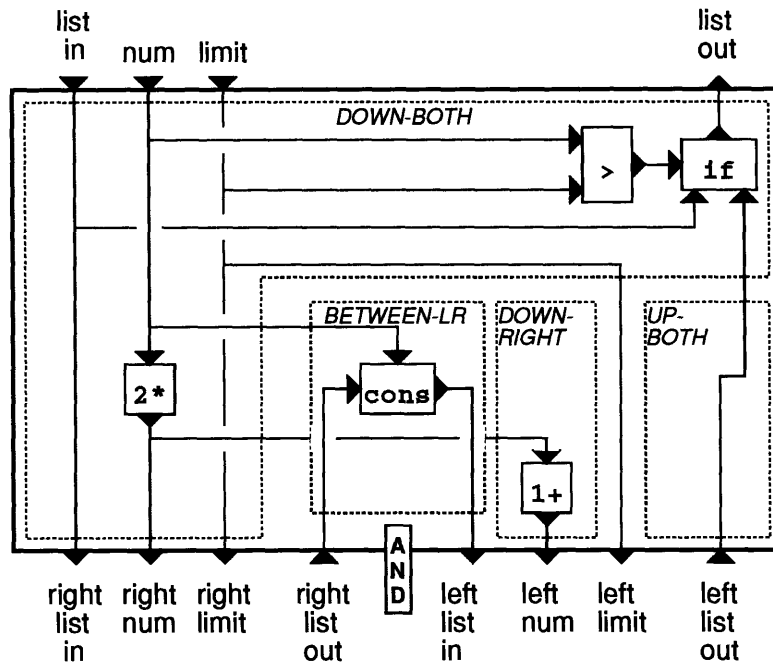 list in
num
limit
list out
DOWN-BOTH
>
if
BETWEEN-LR
DOWN-RIGHT
UP-BOTH
2*
cons
1+
AND
right list in
right num
right limit
right list out
left list in
left num
left limit
left list out